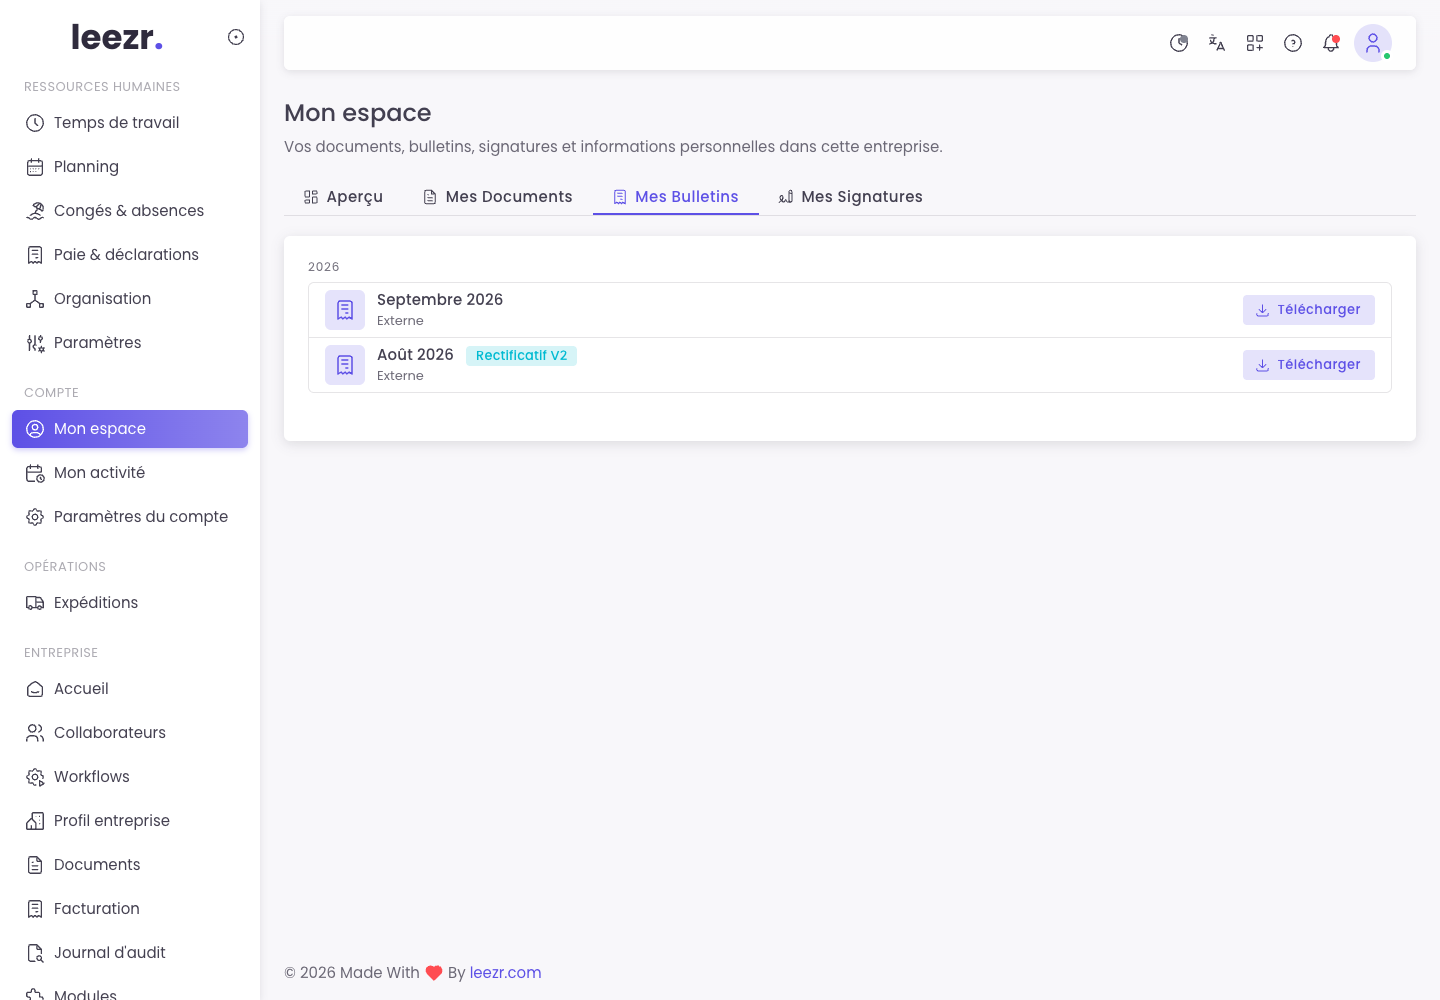 leezr.
RESSOURCES HUMAINES
Temps de travail
Planning
Congés & absences
Paie & déclarations
Organisation
Paramètres
COMPTE
Mon espace
Mon activité
Paramètres du compte
OPÉRATIONS
Expéditions
ENTREPRISE
Accueil
Collaborateurs
Workflows
Profil entreprise
Documents
Facturation
Journal d'audit
Modules
Mon espace
Vos documents, bulletins, signatures et informations personnelles dans cette entreprise.
Aperçu Mes Documents Mes Bulletins Mes Signatures
2026
Septembre 2026
Externe
Télécharger
Août 2026 Rectificatif V2
Externe
Télécharger
© 2026 Made With By leezr.com